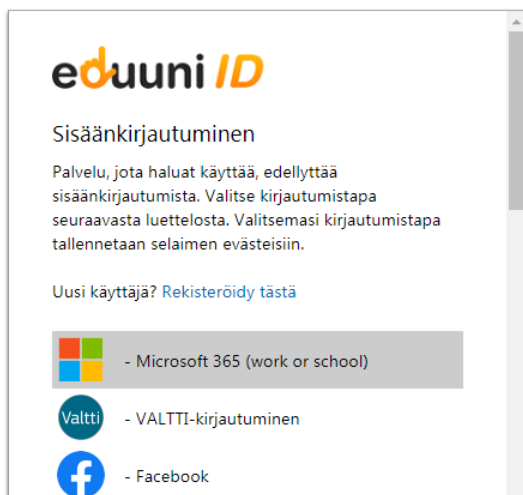 eduuni ID
Sisäänkirjautuminen
Palvelu, jota haluat käyttää, edellyttää
sisäänkirjautumista. Valitse kirjautumistapa
seuraavasta luettelosta. Valitsemasi kirjautumistapa
tallennetaan selaimen evästeisiin.
Uusi käyttäjä? Rekisteröidy tästä
- Microsoft 365 (work or school)
Valtti - VALTTI-kirjautuminen
- Facebook